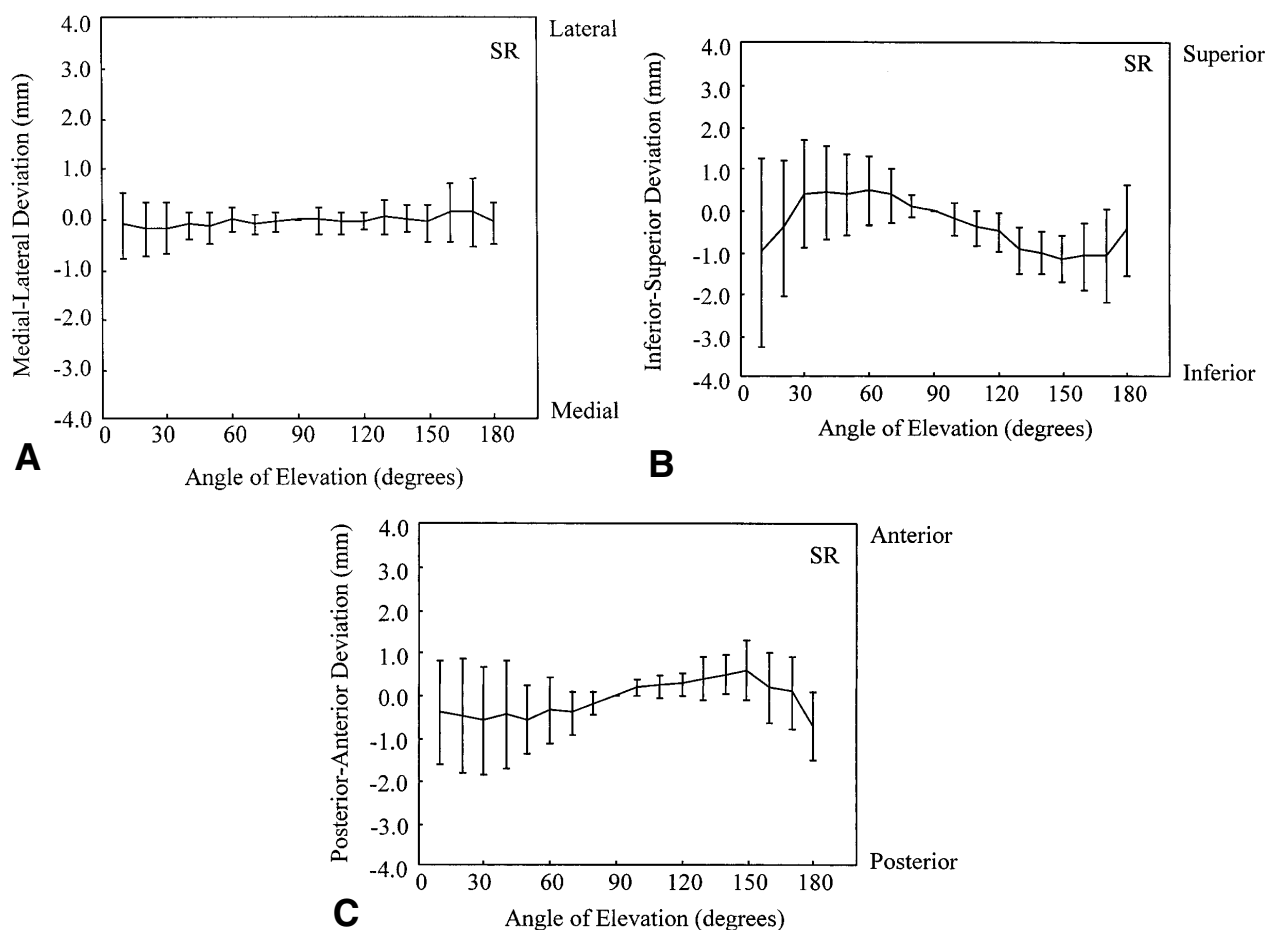 4.0
3.0
2.0
1.0
0.0
-1.0
-2.0
-3.0
-4.0
Medial-Lateral Deviation (mm)
SR
Lateral
Medial
0 30 60 90 120 150 180
Angle of Elevation (degrees)
A
4.0
3.0
2.0
1.0
0.0
-1.0
-2.0
-3.0
-4.0
Inferior-Superior Deviation (mm)
SR
Superior
Inferior
0 30 60 90 120 150 180
Angle of Elevation (degrees)
B
4.0
3.0
2.0
1.0
0.0
-1.0
-2.0
-3.0
-4.0
Posterior-Anterior Deviation (mm)
SR
Anterior
Posterior
0 30 60 90 120 150 180
Angle of Elevation (degrees)
C